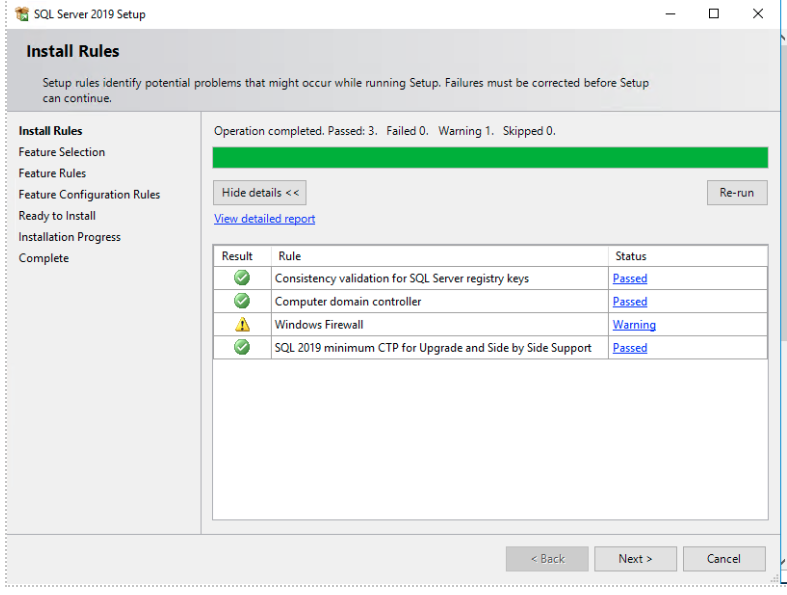 SQL Server 2019 Setup
Install Rules
Setup rules identify potential problems that might occur while running Setup. Failures must be corrected before Setup
can continue.
Install Rules
Feature Selection
Feature Rules
Feature Configuration Rules
Ready to Install
Installation Progress
Complete
Operation completed. Passed: 3.   Failed 0.   Warning 1.   Skipped 0.
Hide details <<
Re-run
View detailed report
Result Rule Status
Consistency validation for SQL Server registry keys Passed
Computer domain controller Passed
Windows Firewall Warning
SQL 2019 minimum CTP for Upgrade and Side by Side Support Passed
< Back Next > Cancel